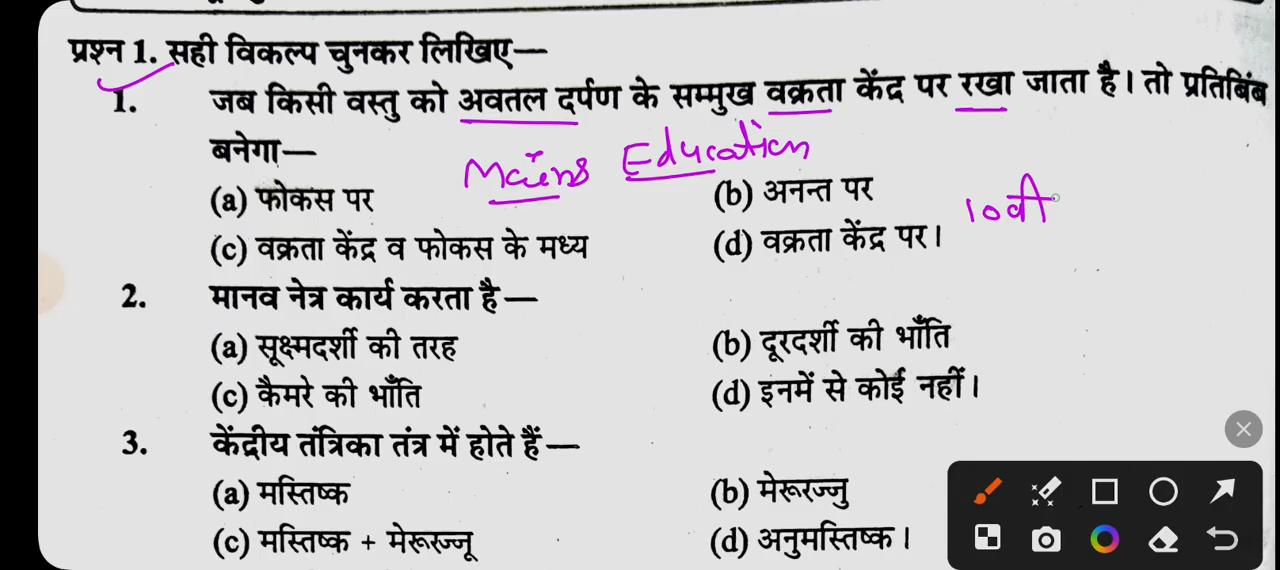 प्रश्न 1. सही विकल्प चुनकर लिखिए—
1. जब किसी वस्तु को अवतल दर्पण के सम्मुख वक्रता केंद्र पर रखा जाता है। तो प्रतिबिंब
बनेगा—
Mains Education
(a) फोकस पर (b) अनन्त पर
10वी
(c) वक्रता केंद्र व फोकस के मध्य (d) वक्रता केंद्र पर।
2. मानव नेत्र कार्य करता है—
(a) सूक्ष्मदर्शी की तरह (b) दूरदर्शी की भाँति
(c) कैमरे की भाँति (d) इनमें से कोई नहीं।
3. केंद्रीय तंत्रिका तंत्र में होते हैं—
(a) मस्तिष्क (b) मेरूरज्जु
(c) मस्तिष्क + मेरूरज्जू (d) अनुमस्तिष्क।